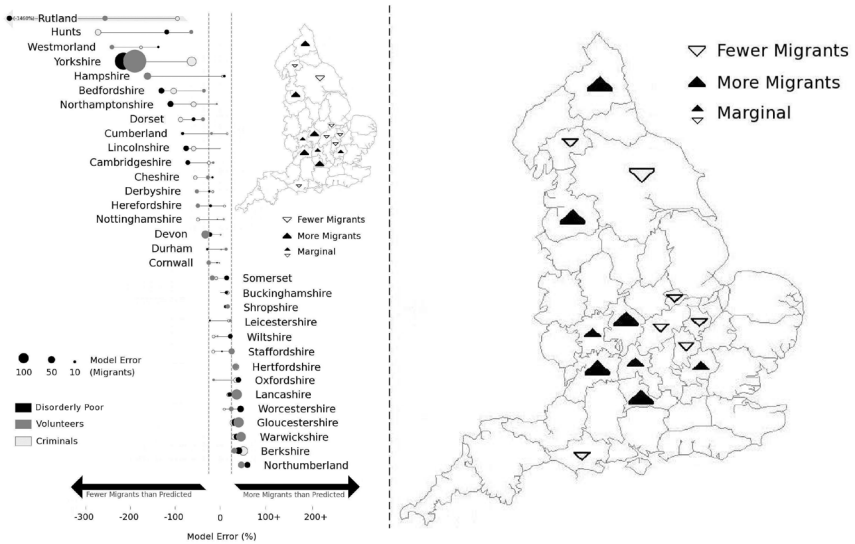 (-1400%) Rutland
Hunts
Westmorland
Yorkshire
Hampshire
Bedfordshire
Northamptonshire
Dorset
Cumberland
Lincolnshire
Cambridgeshire
Cheshire
Derbyshire
Herefordshire
Nottinghamshire
Devon
Durham
Cornwall
Somerset
Buckinghamshire
Shropshire
Leicestershire
Wiltshire
Staffordshire
Hertfordshire
Oxfordshire
Lancashire
Worcestershire
Gloucestershire
Warwickshire
Berkshire
Northumberland
Fewer Migrants
More Migrants
Marginal
Model Error
(Migrants)
100 50 10
Disorderly Poor
Volunteers
Criminals
Fewer Migrants than Predicted
More Migrants than Predicted
-300 -200 -100 0 100+ 200+
Model Error (%)
Fewer Migrants
More Migrants
Marginal